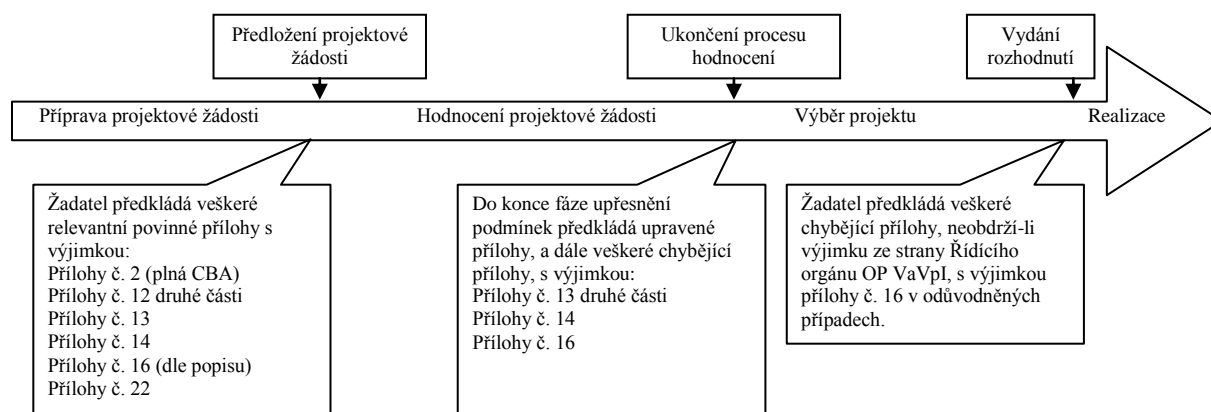 Předložení projektové
žádosti
Ukončení procesu
hodnocení
Vydání
rozhodnutí
Příprava projektové žádosti
Hodnocení projektové žádosti
Výběr projektu
Realizace
Žadatel předkládá veškeré
relevantní povinné přílohy s
výjimkou:
Přílohy č. 2 (plná CBA)
Přílohy č. 12 druhé části
Přílohy č. 13
Přílohy č. 14
Přílohy č. 16 (dle popisu)
Přílohy č. 22
Do konce fáze upřesnění
podmínek předkládá upravené
přílohy, a dále veškeré chybějící
přílohy, s výjimkou:
Přílohy č. 13 druhé části
Přílohy č. 14
Přílohy č. 16
Žadatel předkládá veškeré
chybějící přílohy, neobdrží-li
výjimku ze strany Řídícího
orgánu OP VaVpI, s výjimkou
přílohy č. 16 v odůvodněných
případech.